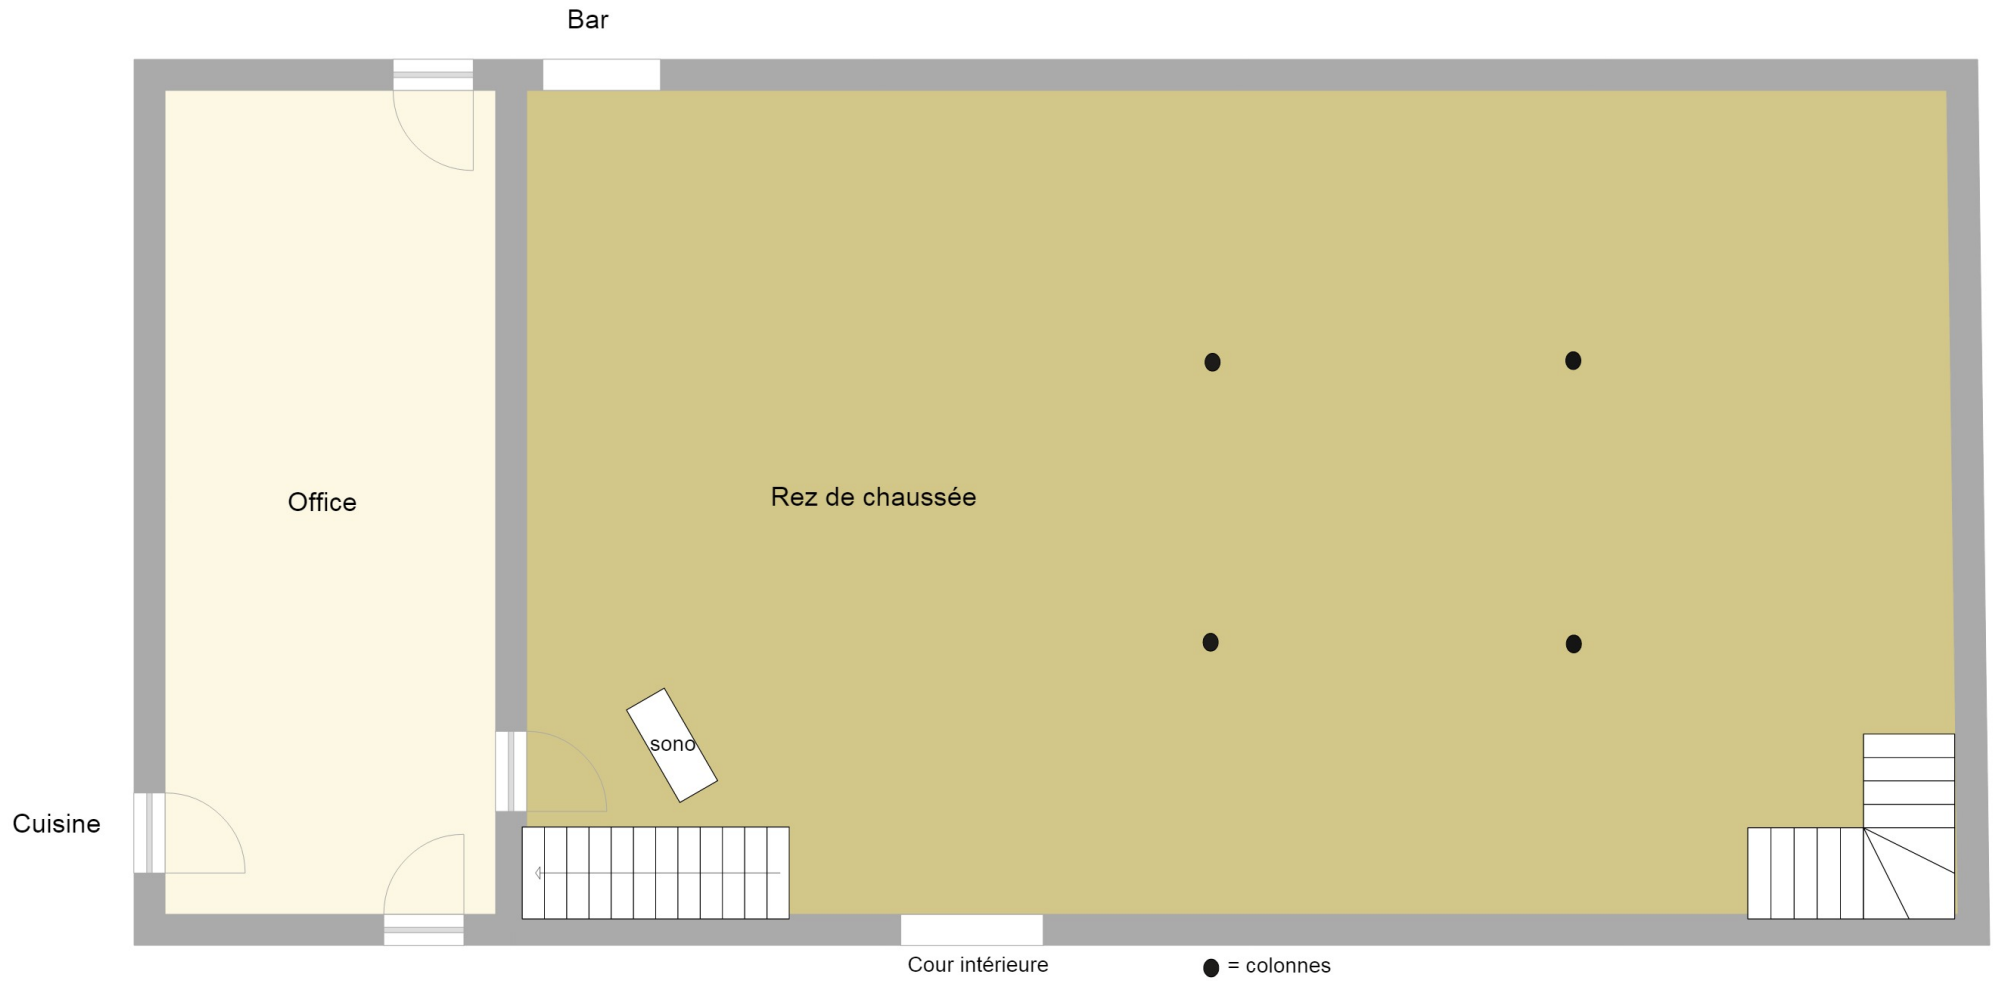 Bar
Office
Rez de chaussée
sono
Cuisine
Cour intérieure
= colonnes